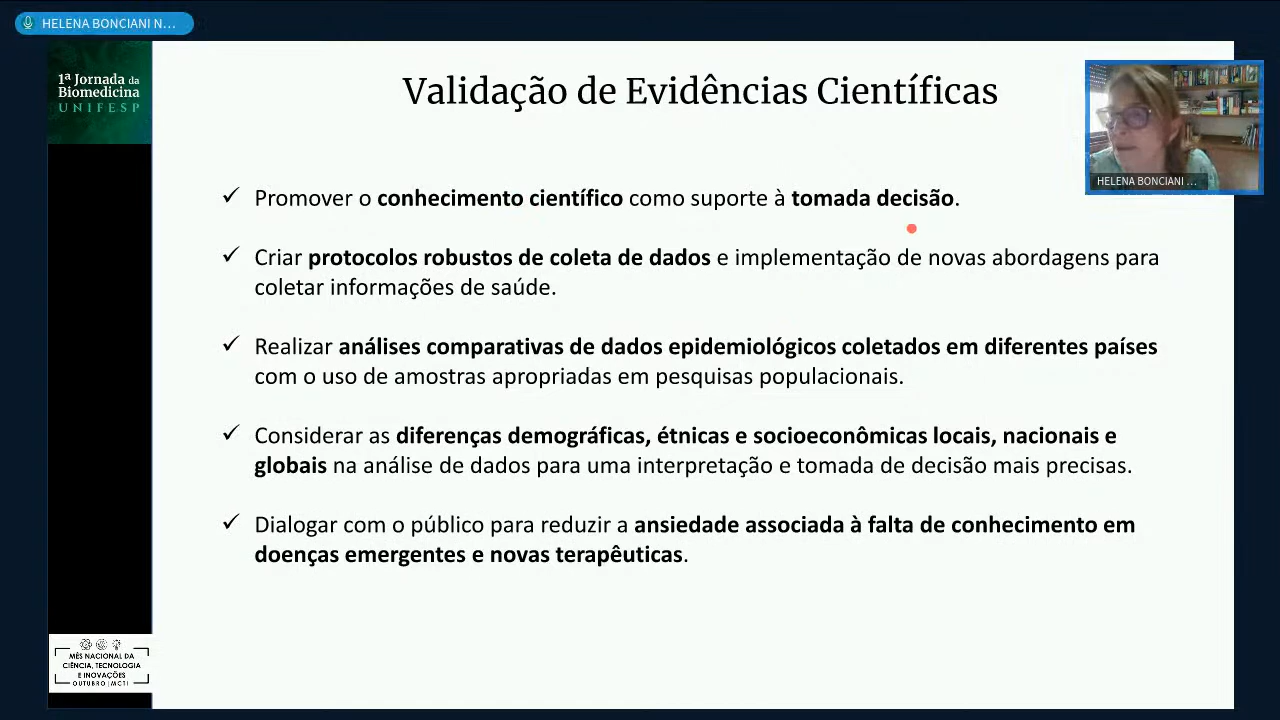 HELENA BONCIANI N...
1ª Jornada da
Biomedicina
UNIFESP
Validação de Evidências Científicas
HELENA BONCIANI ...
✓ Promover o conhecimento científico como suporte à tomada decisão.
✓ Criar protocolos robustos de coleta de dados e implementação de novas abordagens para
coletar informações de saúde.
✓ Realizar análises comparativas de dados epidemiológicos coletados em diferentes países
com o uso de amostras apropriadas em pesquisas populacionais.
✓ Considerar as diferenças demográficas, étnicas e socioeconômicas locais, nacionais e
globais na análise de dados para uma interpretação e tomada de decisão mais precisas.
✓ Dialogar com o público para reduzir a ansiedade associada à falta de conhecimento em
doenças emergentes e novas terapêuticas.
MÊS NACIONAL DA
CIÊNCIA, TECNOLOGIA
E INOVAÇÕES
OUTUBRO | MCTI